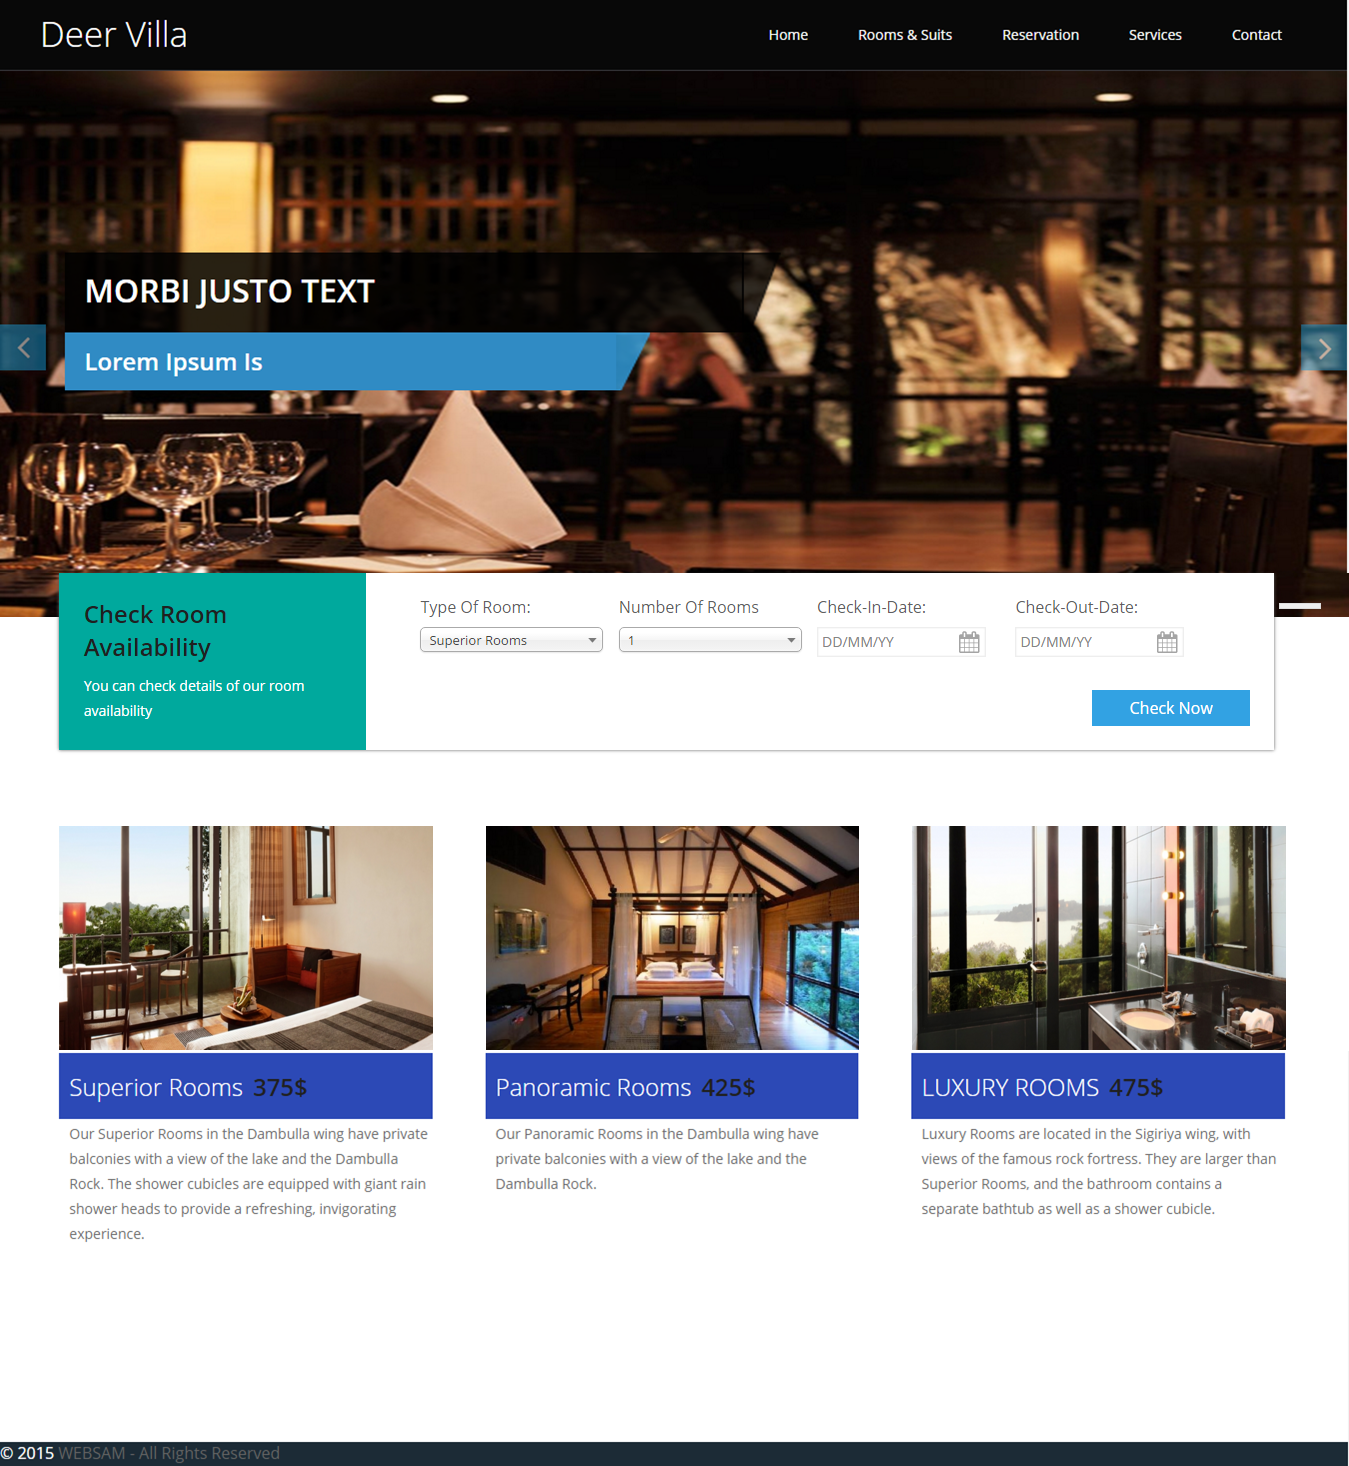 Deer Villa
Home
Rooms & Suits
Reservation
Services
Contact
MORBI JUSTO TEXT
Lorem Ipsum Is
Check Room
Availability
You can check details of our room
availability
Type Of Room:
Number Of Rooms
Check-In-Date:
Check-Out-Date:
Superior Rooms
1
DD/MM/YY
DD/MM/YY
Check Now
Superior Rooms 375$
Our Superior Rooms in the Dambulla wing have private
balconies with a view of the lake and the Dambulla
Rock. The shower cubicles are equipped with giant rain
shower heads to provide a refreshing, invigorating
experience.
Panoramic Rooms 425$
Our Panoramic Rooms in the Dambulla wing have
private balconies with a view of the lake and the
Dambulla Rock.
LUXURY ROOMS 475$
Luxury Rooms are located in the Sigiriya wing, with
views of the famous rock fortress. They are larger than
Superior Rooms, and the bathroom contains a
separate bathtub as well as a shower cubicle.
© 2015 WEBSAM - All Rights Reserved